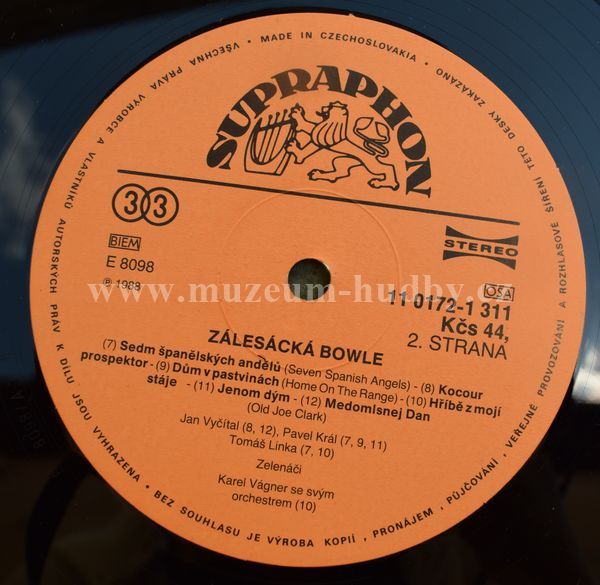 VŠECHNA PRÁVA VÝROBCE A VLASTNÍKŮ AUTORSKÝCH PRÁV K DÍLU JSOU VYHRAZENA • BEZ SOUHLASU JE VÝROBA KOPIÍ, PRONÁJEM, PŮJČOVÁNÍ, VEŘEJNÉ PROVOZOVÁNÍ A ROZHLASOVÉ ŠÍŘENÍ TÉTO DESKY ZAKÁZÁNO • MADE IN CZECHOSLOVAKIA •
SUPRAPHON
33
BIEM
E 8098
℗ 1988
STEREO
OSA
11 0172-1 311
Kčs 44,
2. STRANA
www.muzeum-hudby.cz
ZÁLESÁCKÁ BOWLE
(7) Sedm španělských andělů (Seven Spanish Angels) - (8) Kocour
prospektor - (9) Dům v pastvinách (Home On The Range) - (10) Hříbě z mojí
stáje - (11) Jenom dým - (12) Medomlsnej Dan
(Old Joe Clark)
Jan Vyčítal (8, 12), Pavel Král (7, 9, 11)
Tomáš Linka (7, 10)
Zelenáči
Karel Vágner se svým
orchestrem (10)